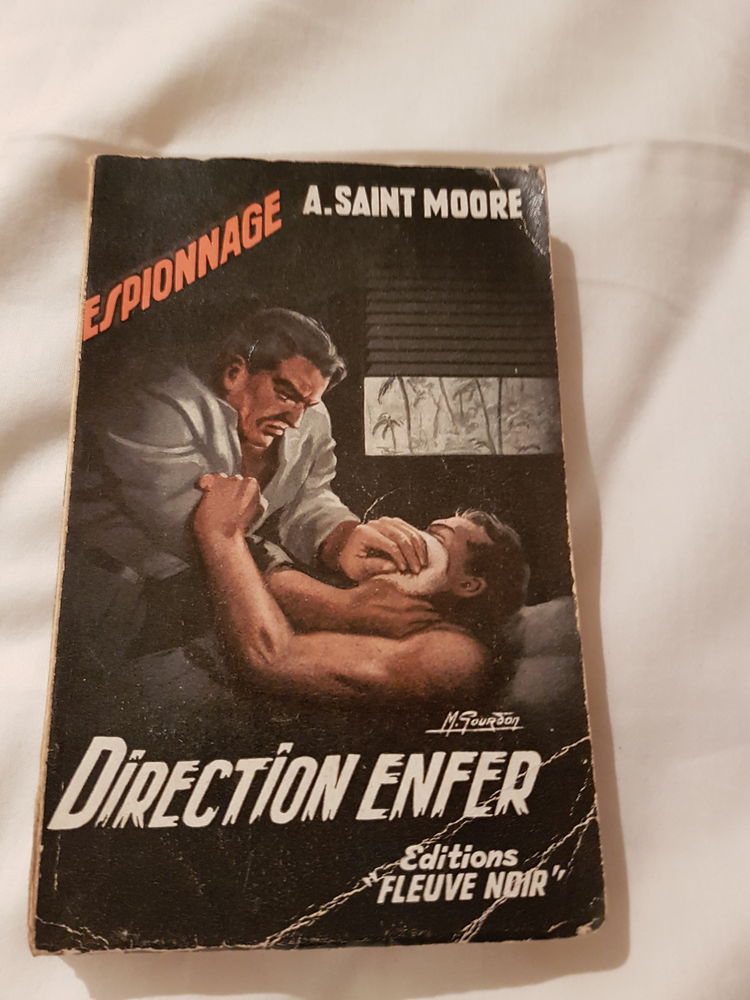 A. SAINT MOORE
ESPIONNAGE
M. Gourdon
DIRECTION ENFER
Editions
"FLEUVE NOIR"